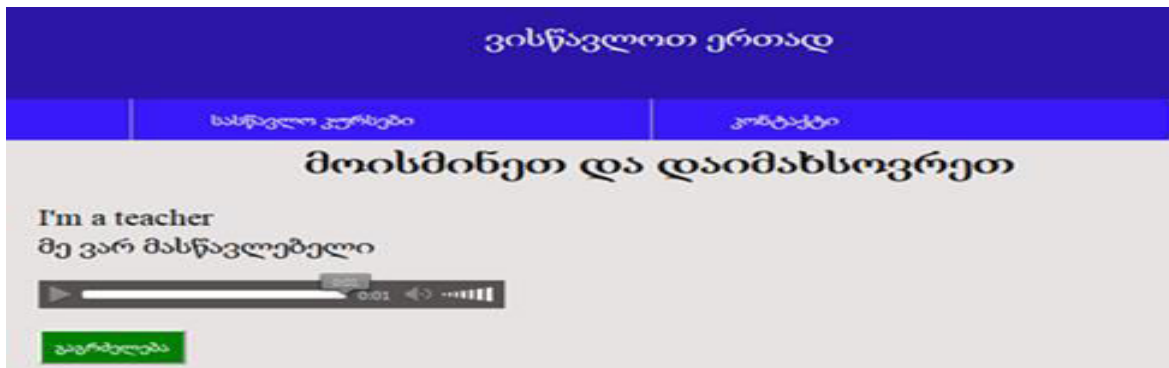 ვისწავლოთ ერთად
სასწავლო კურსები
კონტაქტი
მოისმინეთ და დაიმახსოვრეთ
I'm a teacher
მე ვარ მასწავლებელი
0:01
გაგრძელება